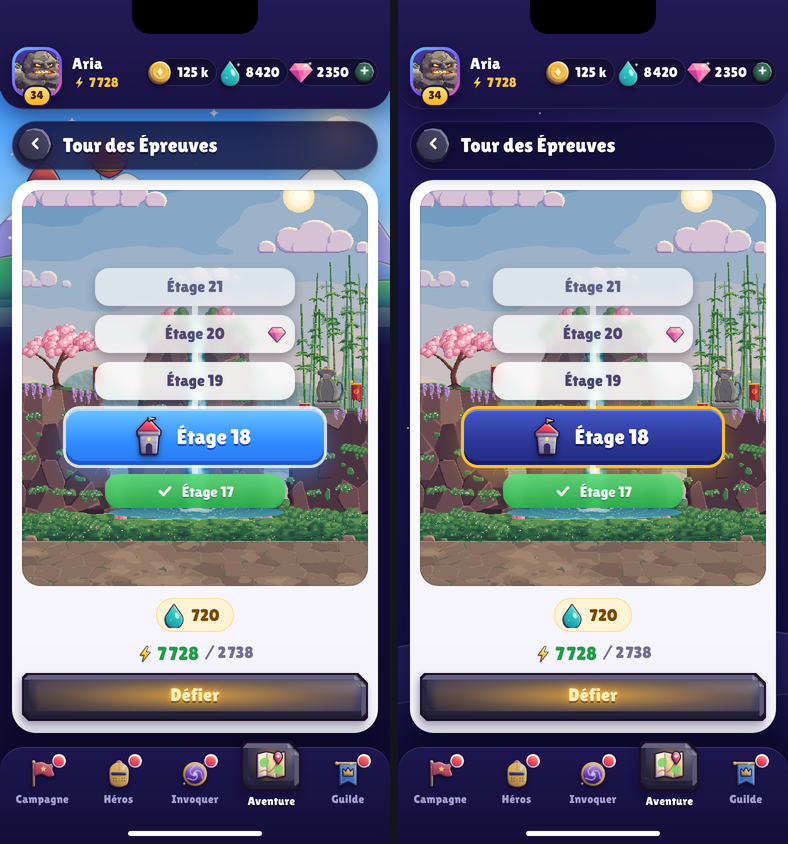 Aria
7728
34
125 k
8420
2350
Tour des Épreuves
Étage 21
Étage 20
Étage 19
Étage 18
Étage 17
720
7728 / 2738
Défier
Campagne
Héros
Invoquer
Aventure
Guilde
Aria
7728
34
125 k
8420
2350
Tour des Épreuves
Étage 21
Étage 20
Étage 19
Étage 18
Étage 17
720
7728 / 2738
Défier
Campagne
Héros
Invoquer
Aventure
Guilde